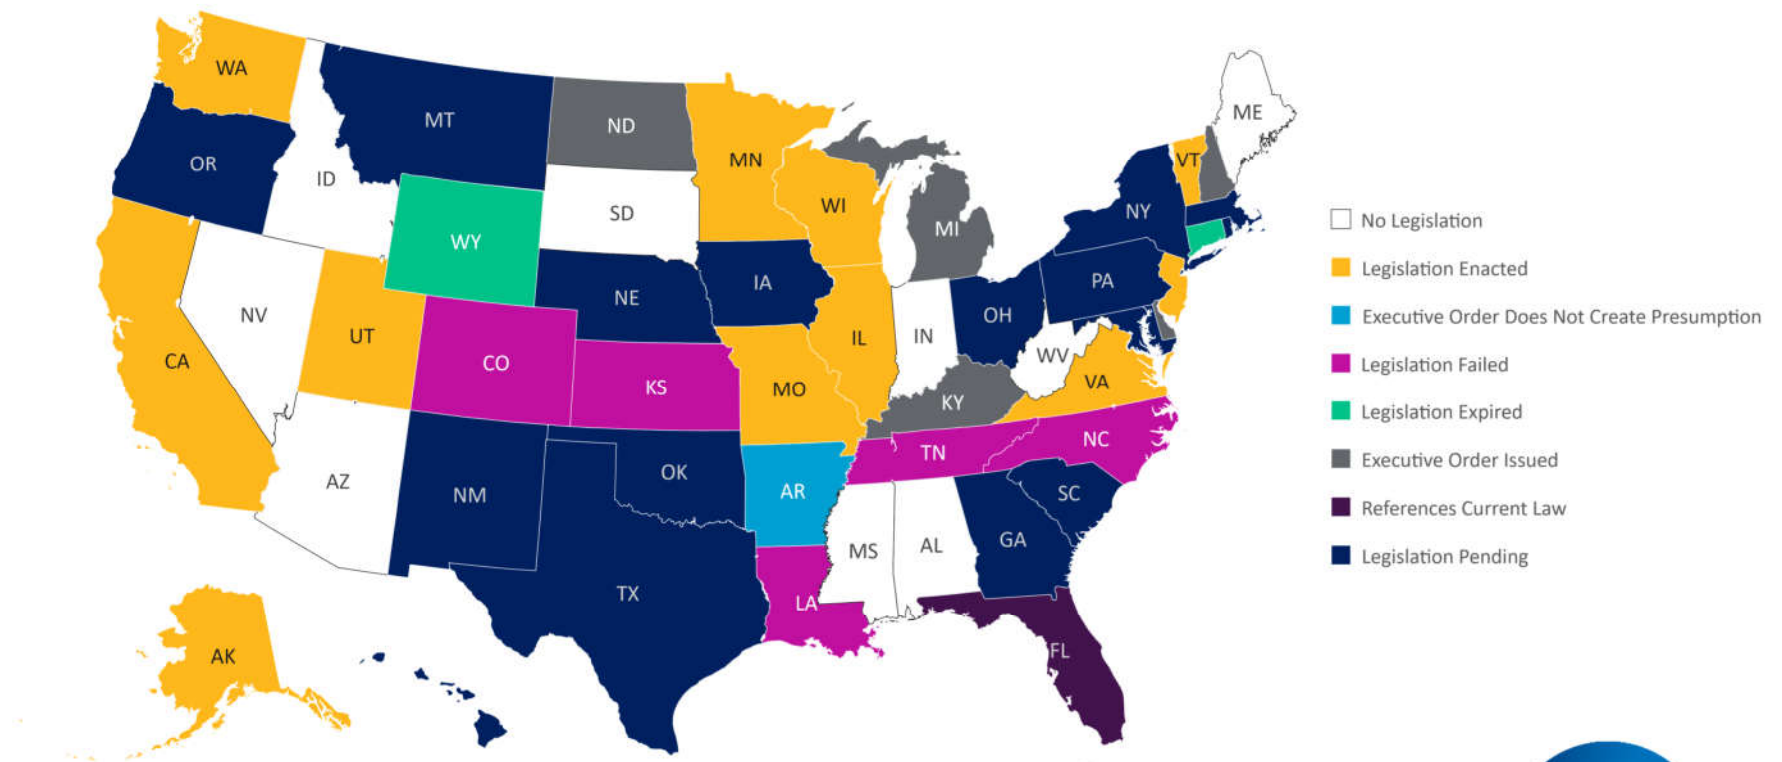 WA
MT
ND
ME
OR
ID
MN
VT
SD
WI
NY
WY
MI
NE
IA
PA
NV
UT
CO
IL
IN
OH
WV
CA
KS
MO
KY
VA
AZ
NM
OK
AR
TN
NC
SC
TX
MS
AL
GA
LA
AK
FL
No Legislation
Legislation Enacted
Executive Order Does Not Create Presumption
Legislation Failed
Legislation Expired
Executive Order Issued
References Current Law
Legislation Pending